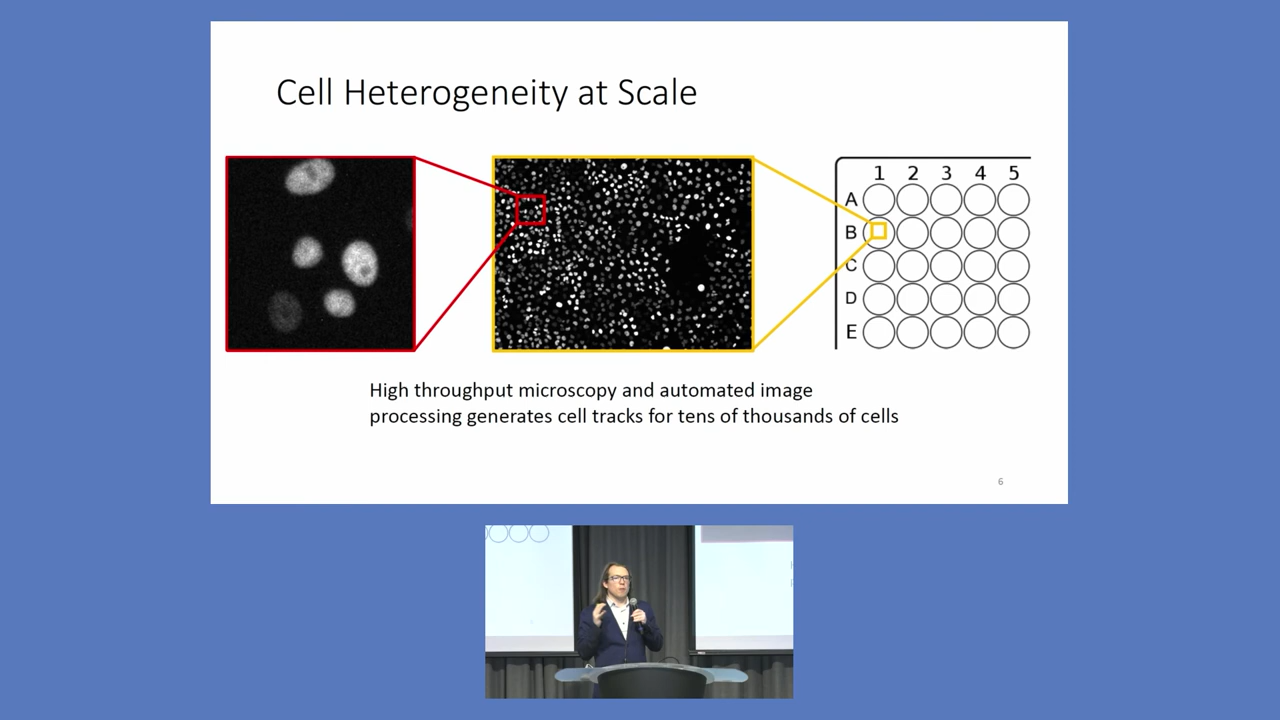 Cell Heterogeneity at Scale
1 2 3 4 5
A
B
C
D
E
High throughput microscopy and automated image
processing generates cell tracks for tens of thousands of cells
6